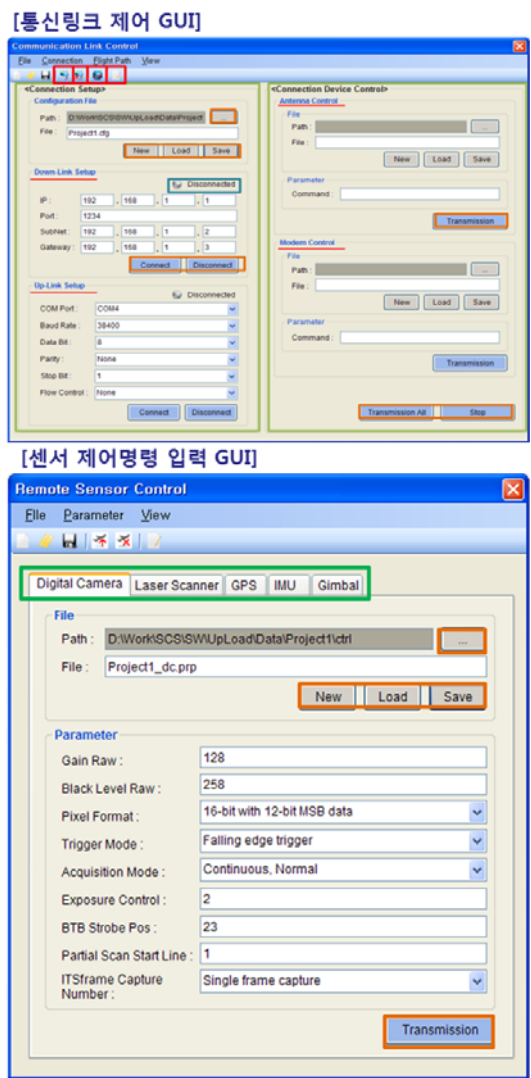 [통신링크 제어 GUI]
Communication Link Control
File Connection Flight Path View
<Connection Setup>
Configuration File
Path : D:\Work\SCS\SW\UpLoad\Data\Project ...
File : Project1.cfg
New Load Save
Down-Link Setup
Disconnected
IP : 192 . 168 . 1 . 1
Port : 1234
SubNet : 192 . 168 . 1 . 2
Gateway : 192 . 168 . 1 . 3
Connect Disconnect
Up-Link Setup
Disconnected
COM Port : COM4
Baud Rate : 38400
Data Bit : 8
Parity : None
Stop Bit : 1
Flow Control : None
Connect Disconnect
<Connection Device Control>
Antenna Control
File
Path : ...
File :
New Load Save
Parameter
Command :
Transmission
Modem Control
File
Path : ...
File :
New Load Save
Parameter
Command :
Transmission
Transmission All Stop
[센서 제어명령 입력 GUI]
Remote Sensor Control
File Parameter View
Digital Camera Laser Scanner GPS IMU Gimbal
File
Path : D:\Work\SCS\SW\UpLoad\Data\Project1\ctrl ...
File : Project1_dc.prp
New Load Save
Parameter
Gain Raw : 128
Black Level Raw : 258
Pixel Format : 16-bit with 12-bit MSB data
Trigger Mode : Falling edge trigger
Acquisition Mode : Continuous, Normal
Exposure Control : 2
BTB Strobe Pos : 23
Partial Scan Start Line : 1
ITSframe Capture Single frame capture
Number :
Transmission